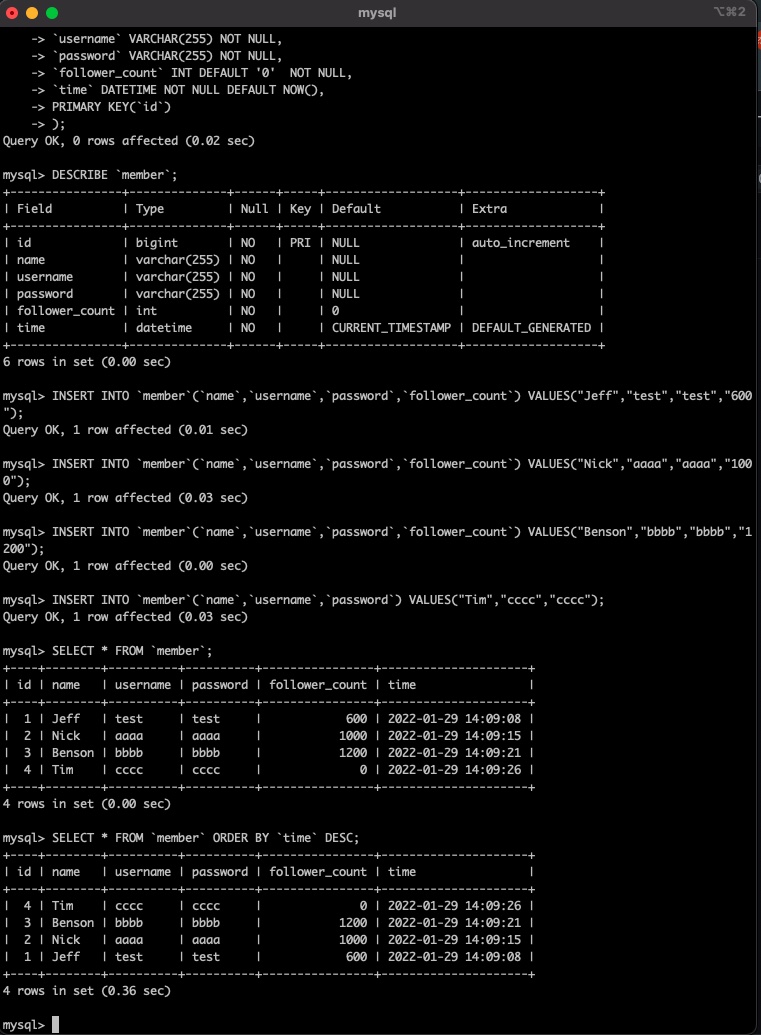 mysql
⌥⌘2
    -> `username` VARCHAR(255) NOT NULL,
    -> `password` VARCHAR(255) NOT NULL,
    -> `follower_count` INT DEFAULT '0'  NOT NULL,
    -> `time` DATETIME NOT NULL DEFAULT NOW(),
    -> PRIMARY KEY(`id`)
    -> );
Query OK, 0 rows affected (0.02 sec)

mysql> DESCRIBE `member`;
+----------------+--------------+------+-----+-------------------+-------------------+
| Field          | Type         | Null | Key | Default           | Extra             |
+----------------+--------------+------+-----+-------------------+-------------------+
| id             | bigint       | NO   | PRI | NULL              | auto_increment    |
| name           | varchar(255) | NO   |     | NULL              |                   |
| username       | varchar(255) | NO   |     | NULL              |                   |
| password       | varchar(255) | NO   |     | NULL              |                   |
| follower_count | int          | NO   |     | 0                 |                   |
| time           | datetime     | NO   |     | CURRENT_TIMESTAMP | DEFAULT_GENERATED |
+----------------+--------------+------+-----+-------------------+-------------------+
6 rows in set (0.00 sec)

mysql> INSERT INTO `member`(`name`,`username`,`password`,`follower_count`) VALUES("Jeff","test","test","600
");
Query OK, 1 row affected (0.01 sec)

mysql> INSERT INTO `member`(`name`,`username`,`password`,`follower_count`) VALUES("Nick","aaaa","aaaa","100
0");
Query OK, 1 row affected (0.03 sec)

mysql> INSERT INTO `member`(`name`,`username`,`password`,`follower_count`) VALUES("Benson","bbbb","bbbb","1
200");
Query OK, 1 row affected (0.00 sec)

mysql> INSERT INTO `member`(`name`,`username`,`password`) VALUES("Tim","cccc","cccc");
Query OK, 1 row affected (0.03 sec)

mysql> SELECT * FROM `member`;
+----+--------+----------+----------+----------------+---------------------+
| id | name   | username | password | follower_count | time                |
+----+--------+----------+----------+----------------+---------------------+
|  1 | Jeff   | test     | test     |            600 | 2022-01-29 14:09:08 |
|  2 | Nick   | aaaa     | aaaa     |           1000 | 2022-01-29 14:09:15 |
|  3 | Benson | bbbb     | bbbb     |           1200 | 2022-01-29 14:09:21 |
|  4 | Tim    | cccc     | cccc     |              0 | 2022-01-29 14:09:26 |
+----+--------+----------+----------+----------------+---------------------+
4 rows in set (0.00 sec)

mysql> SELECT * FROM `member` ORDER BY `time` DESC;
+----+--------+----------+----------+----------------+---------------------+
| id | name   | username | password | follower_count | time                |
+----+--------+----------+----------+----------------+---------------------+
|  4 | Tim    | cccc     | cccc     |              0 | 2022-01-29 14:09:26 |
|  3 | Benson | bbbb     | bbbb     |           1200 | 2022-01-29 14:09:21 |
|  2 | Nick   | aaaa     | aaaa     |           1000 | 2022-01-29 14:09:15 |
|  1 | Jeff   | test     | test     |            600 | 2022-01-29 14:09:08 |
+----+--------+----------+----------+----------------+---------------------+
4 rows in set (0.36 sec)

mysql>